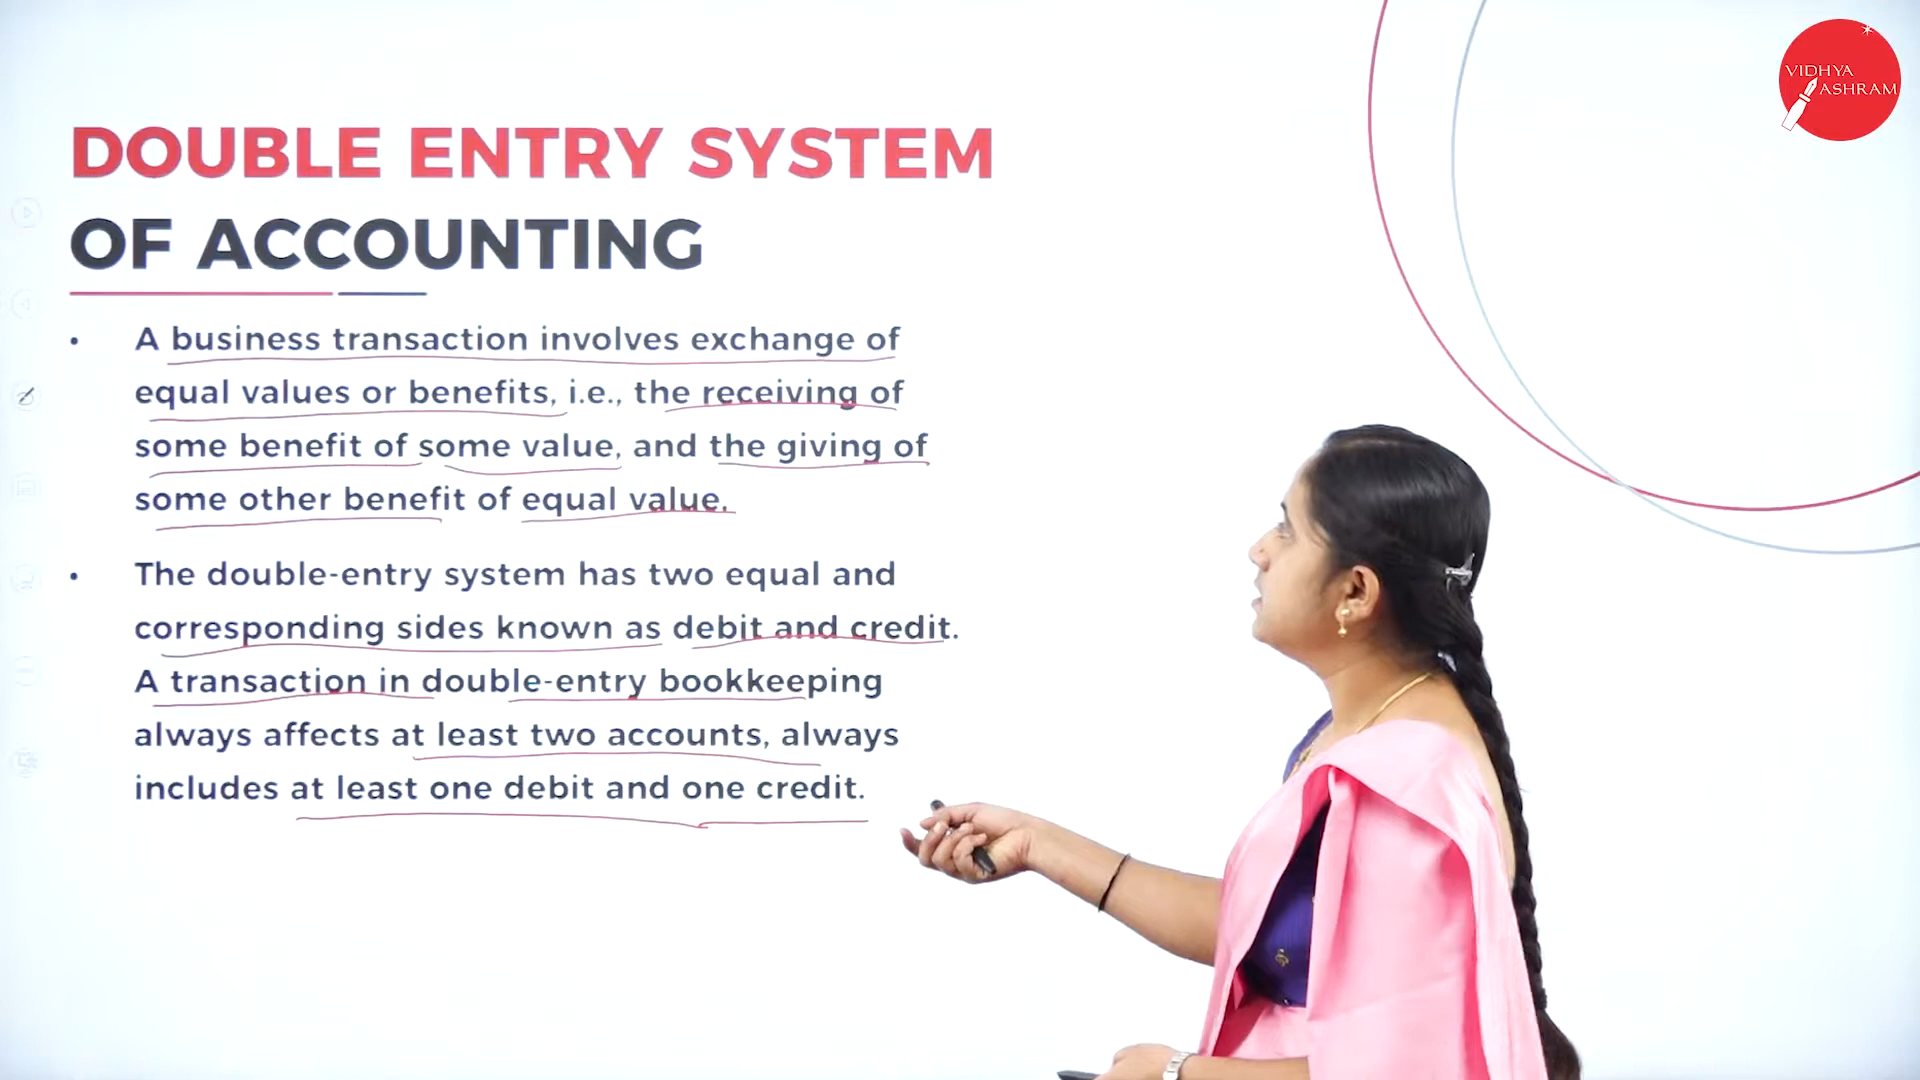 VIDHYA
ASHRAM
DOUBLE ENTRY SYSTEM
OF ACCOUNTING
• A business transaction involves exchange of
equal values or benefits, i.e., the receiving of
some benefit of some value, and the giving of
some other benefit of equal value.
• The double-entry system has two equal and
corresponding sides known as debit and credit.
A transaction in double-entry bookkeeping
always affects at least two accounts, always
includes at least one debit and one credit.